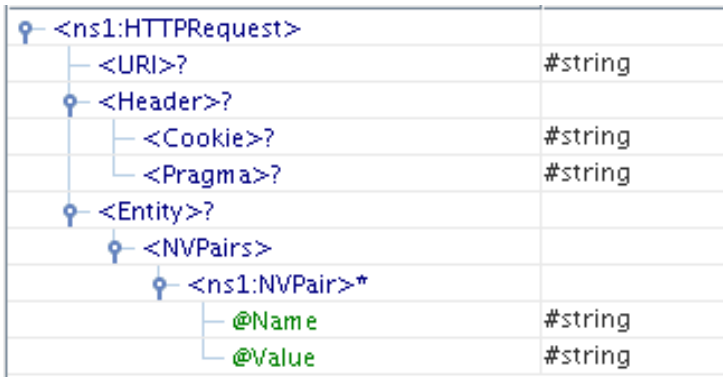 <ns1:HTTPRequest>
<URI>? #string
<Header>?
<Cookie>? #string
<Pragma>? #string
<Entity>?
<NVPairs>
<ns1:NVPair>*
@Name #string
@Value #string